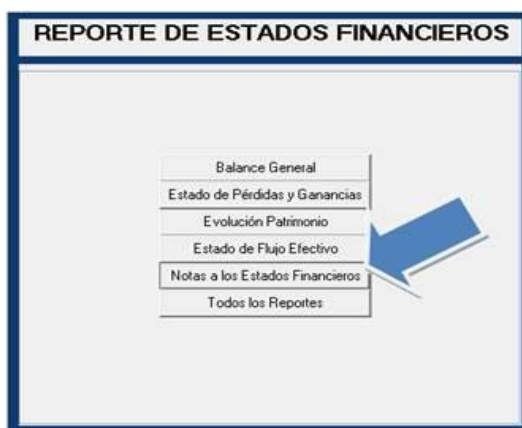 REPORTE DE ESTADOS FINANCIEROS
Balance General
Estado de Pérdidas y Ganancias
Evolución Patrimonio
Estado de Flujo Efectivo
Notas a los Estados Financieros
Todos los Reportes